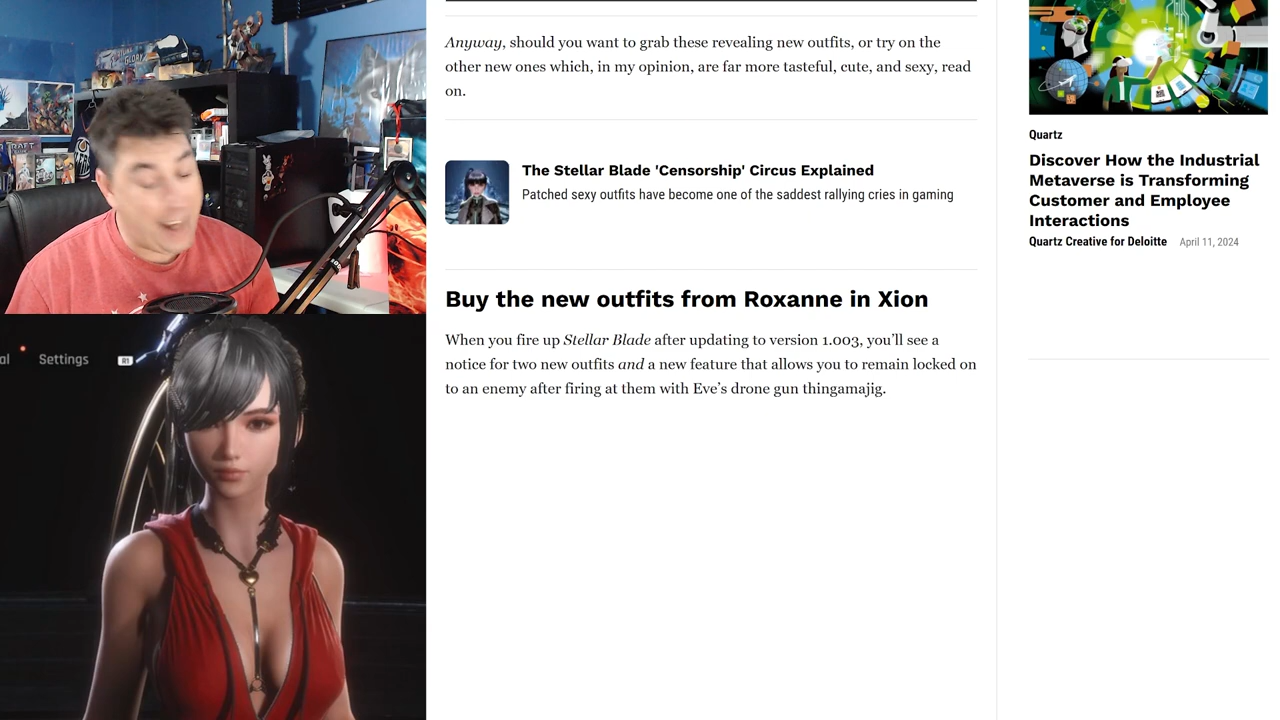 Anyway, should you want to grab these revealing new outfits, or try on the
other new ones which, in my opinion, are far more tasteful, cute, and sexy, read
on.
The Stellar Blade 'Censorship' Circus Explained
Patched sexy outfits have become one of the saddest rallying cries in gaming
Buy the new outfits from Roxanne in Xion
When you fire up Stellar Blade after updating to version 1.003, you’ll see a
notice for two new outfits and a new feature that allows you to remain locked on
to an enemy after firing at them with Eve’s drone gun thingamajig.
Quartz
Discover How the Industrial
Metaverse is Transforming
Customer and Employee
Interactions
Quartz Creative for Deloitte April 11, 2024
al Settings R1
GLORY